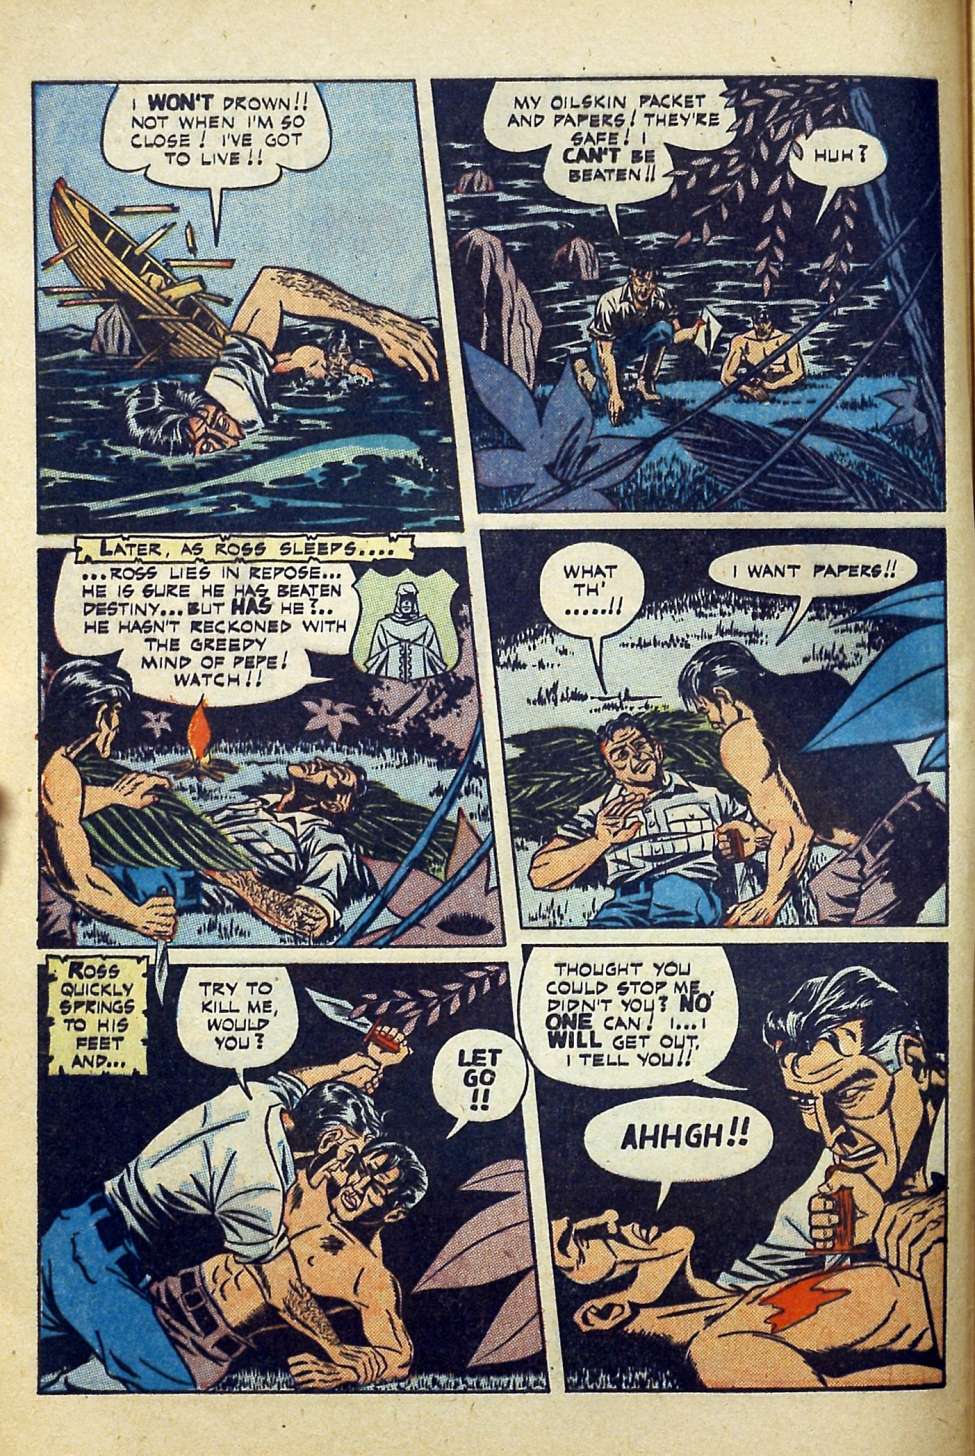 I WON'T DROWN!!
NOT WHEN I'M SO
CLOSE! I'VE GOT
TO LIVE!!
MY OILSKIN PACKET
AND PAPERS! THEY'RE
SAFE! I
CAN'T BE
BEATEN!!
HUH?
LATER, AS ROSS SLEEPS....
...ROSS LIES IN REPOSE...
HE IS SURE HE HAS BEATEN
DESTINY...BUT HAS HE?..
HE HASN'T RECKONED WITH
THE GREEDY
MIND OF PEPE!
WATCH!!
WHAT
TH'
......!!
I WANT PAPERS!!
ROSS
QUICKLY
SPRINGS
TO HIS
FEET
AND...
TRY TO
KILL ME,
WOULD
YOU?
LET
GO
!!
THOUGHT YOU
COULD STOP ME,
DIDN'T YOU? NO
ONE CAN! I...I
WILL GET OUT,
I TELL YOU!!
AHHGH!!